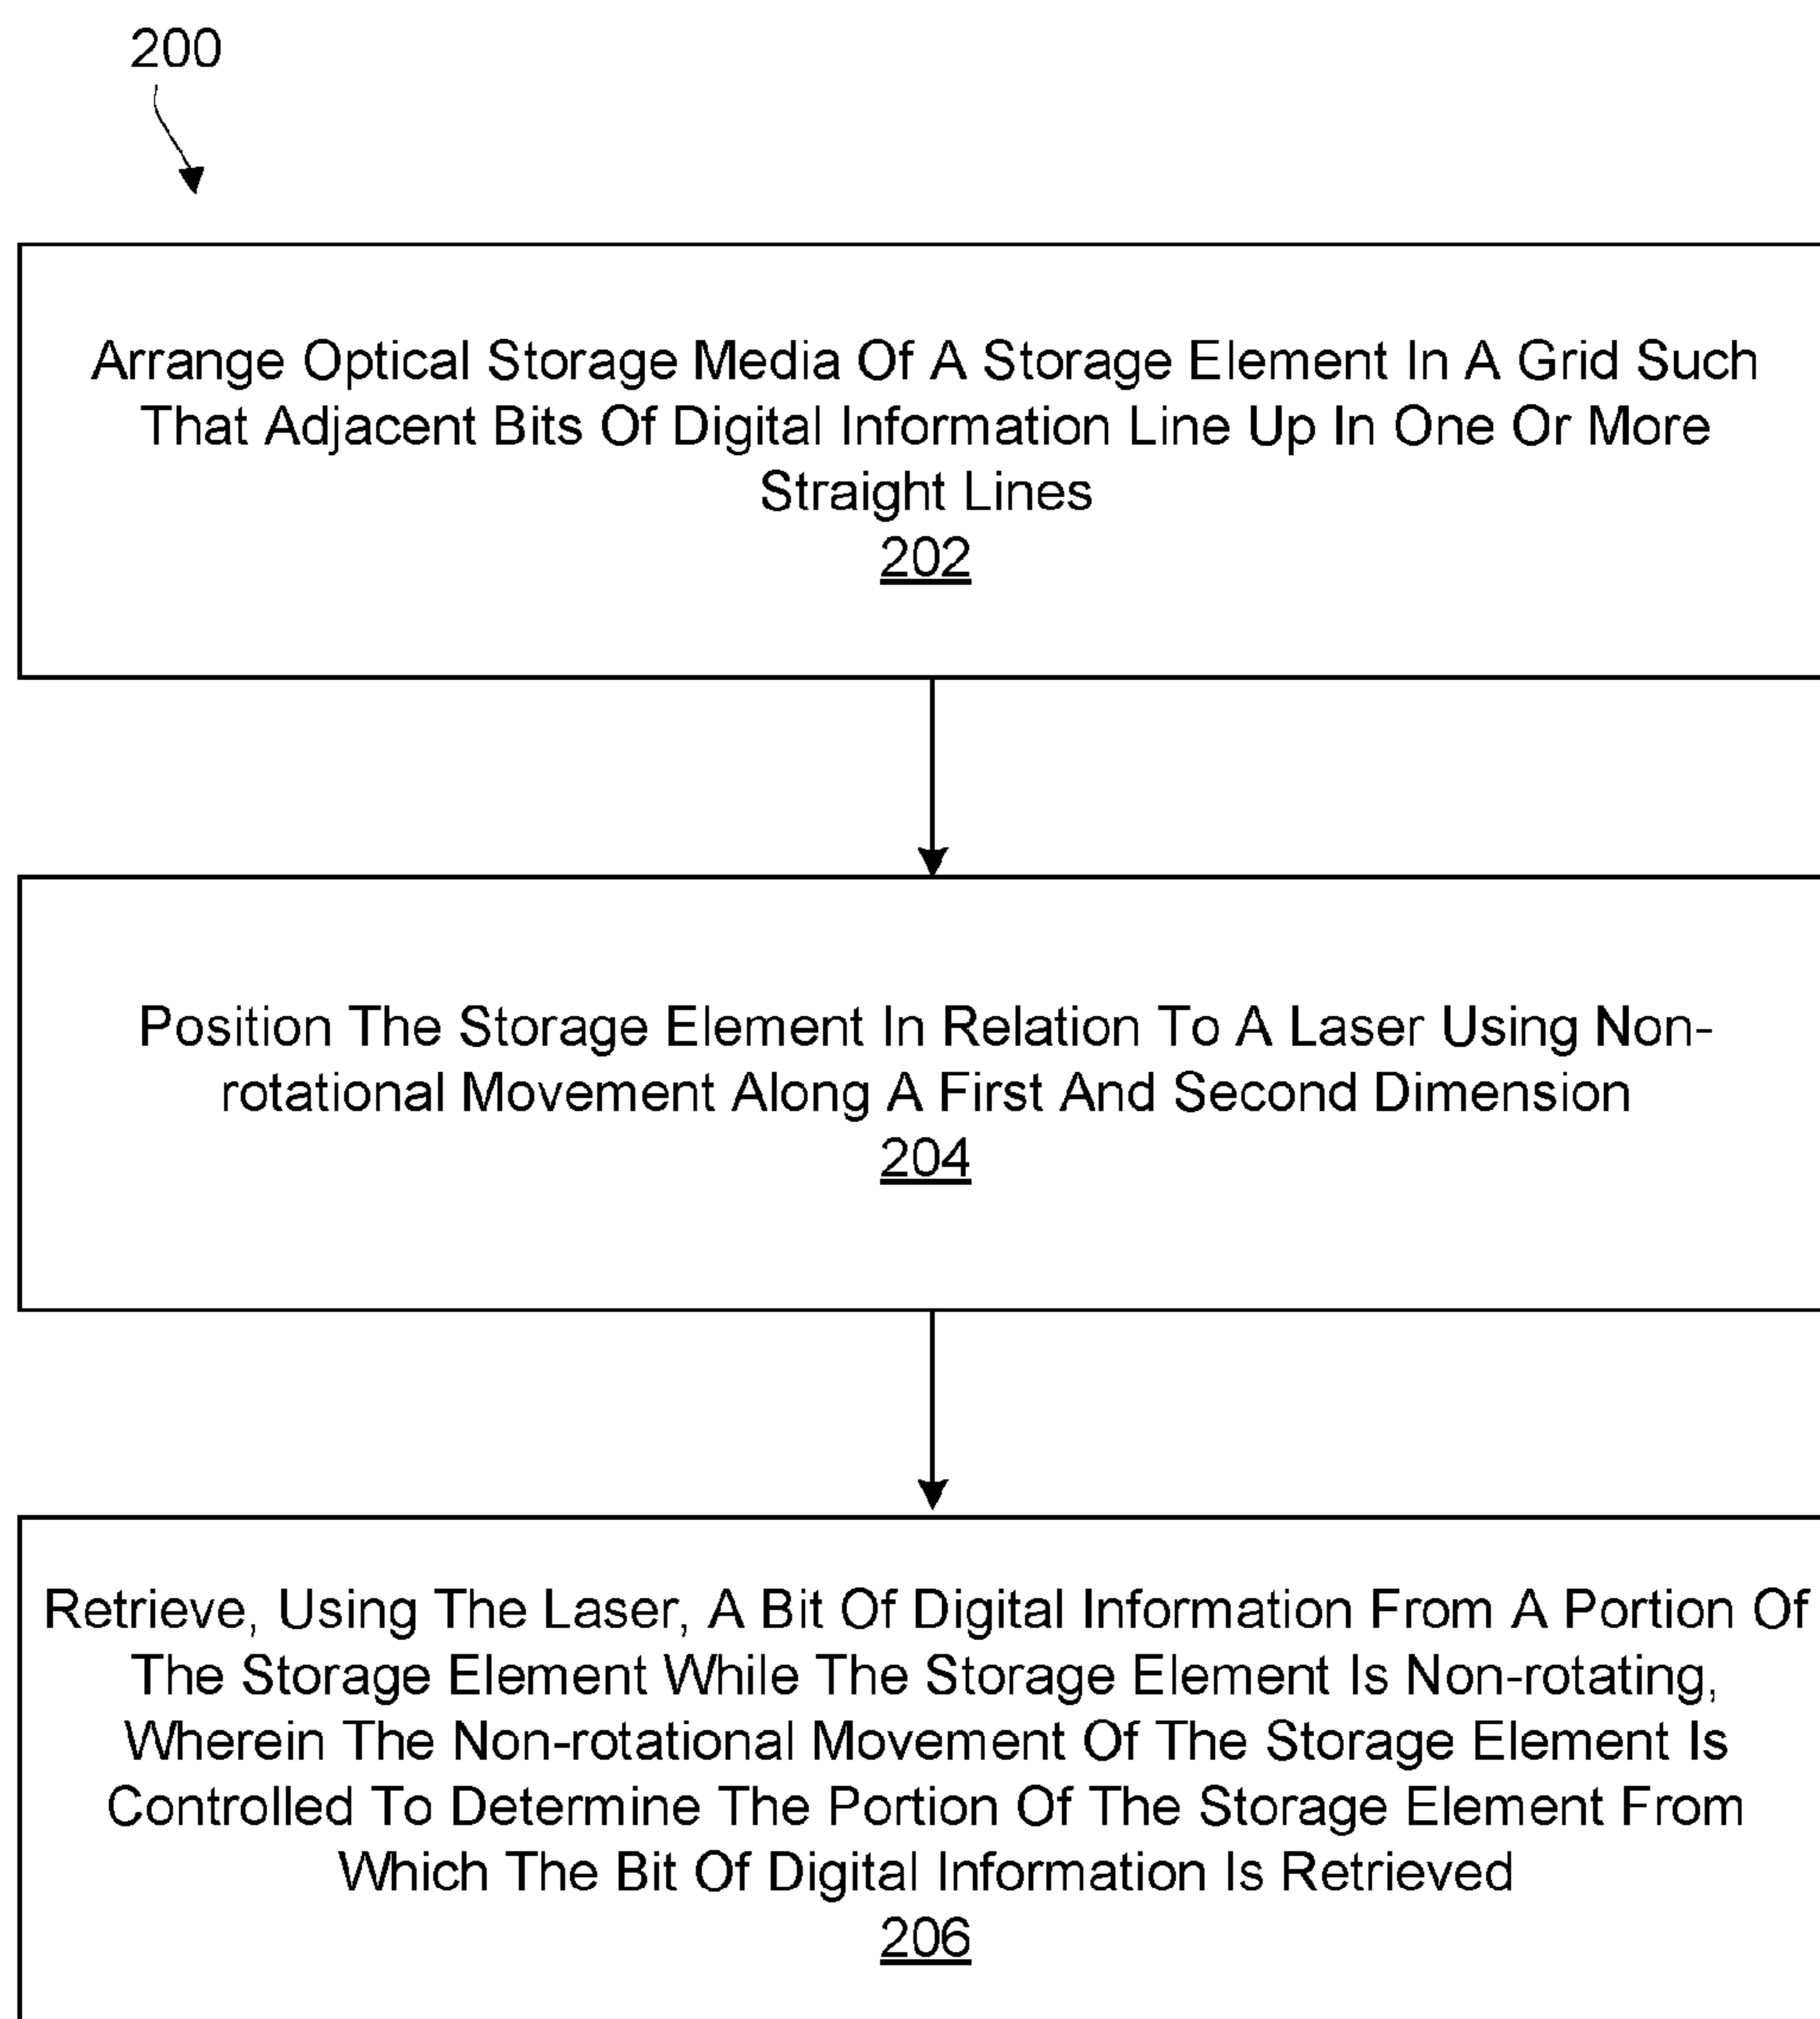 200
Arrange Optical Storage Media Of A Storage Element In A Grid Such
That Adjacent Bits Of Digital Information Line Up In One Or More
Straight Lines
202
Position The Storage Element In Relation To A Laser Using Non-
rotational Movement Along A First And Second Dimension
204
Retrieve, Using The Laser, A Bit Of Digital Information From A Portion Of
The Storage Element While The Storage Element Is Non-rotating,
Wherein The Non-rotational Movement Of The Storage Element Is
Controlled To Determine The Portion Of The Storage Element From
Which The Bit Of Digital Information Is Retrieved
206